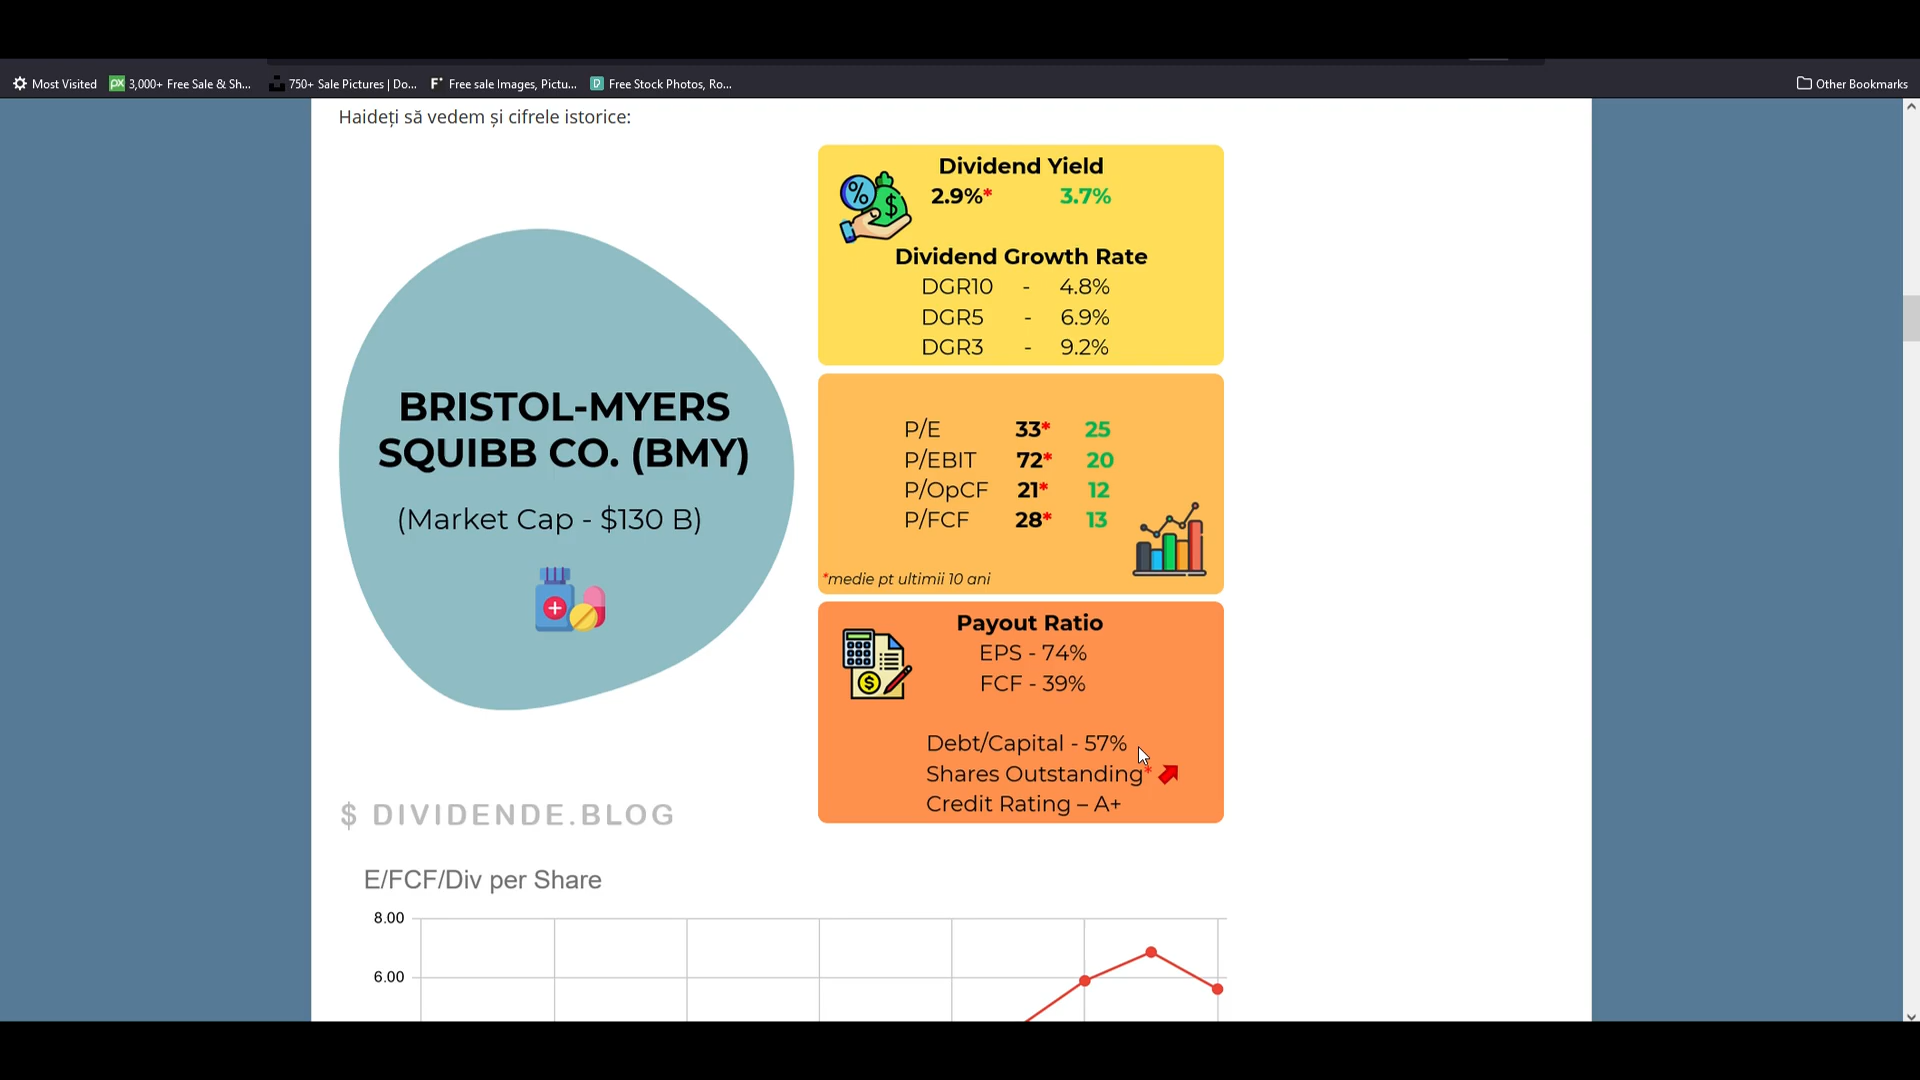 Most Visited
3,000+ Free Sale & Sh...
750+ Sale Pictures | Do...
Free sale Images, Pictu...
Free Stock Photos, Ro...
Other Bookmarks
Haideți să vedem și cifrele istorice:
BRISTOL-MYERS
SQUIBB CO. (BMY)
(Market Cap - $130 B)
$ DIVIDENDE.BLOG
Dividend Yield
2.9%* 3.7%
Dividend Growth Rate
DGR10 - 4.8%
DGR5 - 6.9%
DGR3 - 9.2%
P/E 33* 25
P/EBIT 72* 20
P/OpCF 21* 12
P/FCF 28* 13
*medie pt ultimii 10 ani
Payout Ratio
EPS - 74%
FCF - 39%
Debt/Capital - 57%
Shares Outstanding*
Credit Rating – A+
E/FCF/Div per Share
8.00
6.00